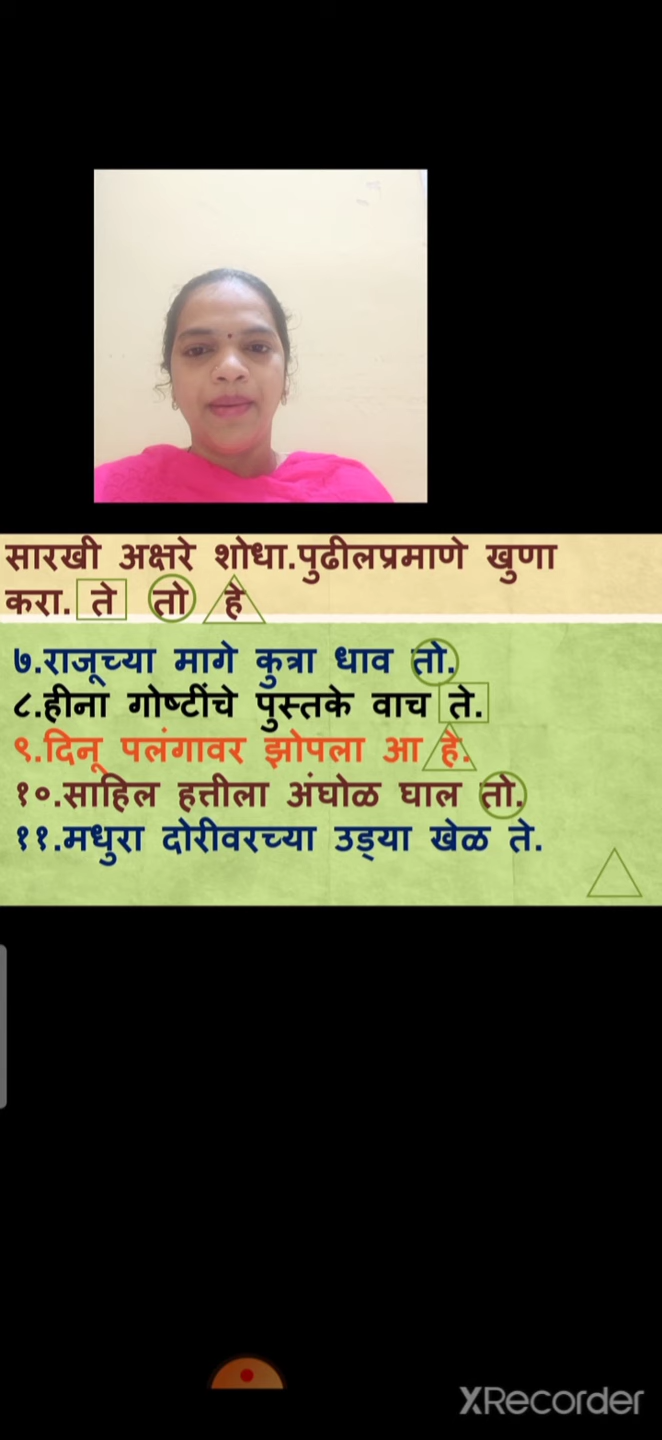 सारखी अक्षरे शोधा.पुढीलप्रमाणे खुणा
करा. ते तो हे
७.राजूच्या मागे कुत्रा धाव तो.
८.हीना गोष्टींचे पुस्तके वाच ते.
९.दिनू पलंगावर झोपला आ हे.
१०.साहिल हत्तीला अंघोळ घाल तो.
११.मधुरा दोरीवरच्या उड्या खेळ ते.
XRecorder